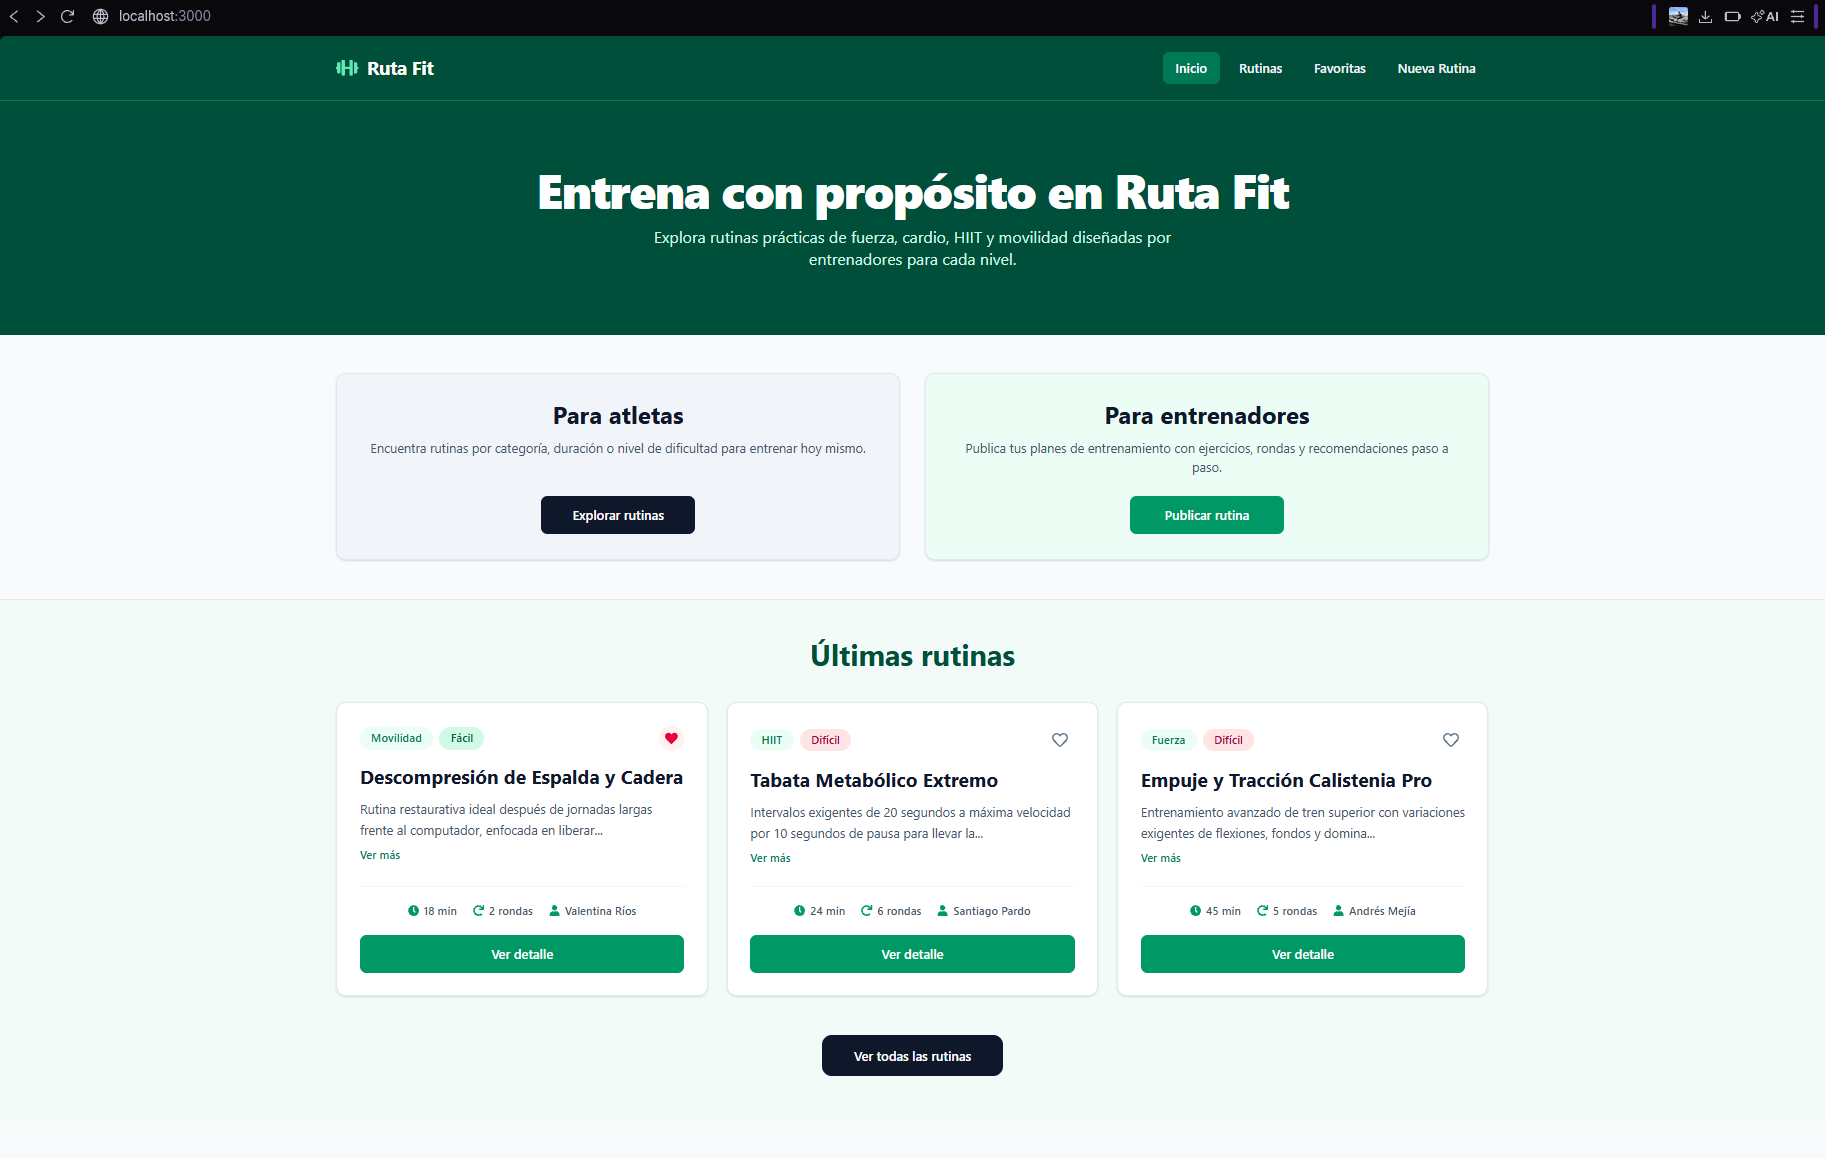 localhost:3000
AI
Ruta Fit
Inicio
Rutinas
Favoritas
Nueva Rutina
Entrena con propósito en Ruta Fit
Explora rutinas prácticas de fuerza, cardio, HIIT y movilidad diseñadas por
entrenadores para cada nivel.
Para atletas
Encuentra rutinas por categoría, duración o nivel de dificultad para entrenar hoy mismo.
Explorar rutinas
Para entrenadores
Publica tus planes de entrenamiento con ejercicios, rondas y recomendaciones paso a
paso.
Publicar rutina
Últimas rutinas
Movilidad
Fácil
Descompresión de Espalda y Cadera
Rutina restaurativa ideal después de jornadas largas
frente al computador, enfocada en liberar...
Ver más
18 min
2 rondas
Valentina Ríos
Ver detalle
HIIT
Difícil
Tabata Metabólico Extremo
Intervalos exigentes de 20 segundos a máxima velocidad
por 10 segundos de pausa para llevar la...
Ver más
24 min
6 rondas
Santiago Pardo
Ver detalle
Fuerza
Difícil
Empuje y Tracción Calistenia Pro
Entrenamiento avanzado de tren superior con variaciones
exigentes de flexiones, fondos y domina...
Ver más
45 min
5 rondas
Andrés Mejía
Ver detalle
Ver todas las rutinas